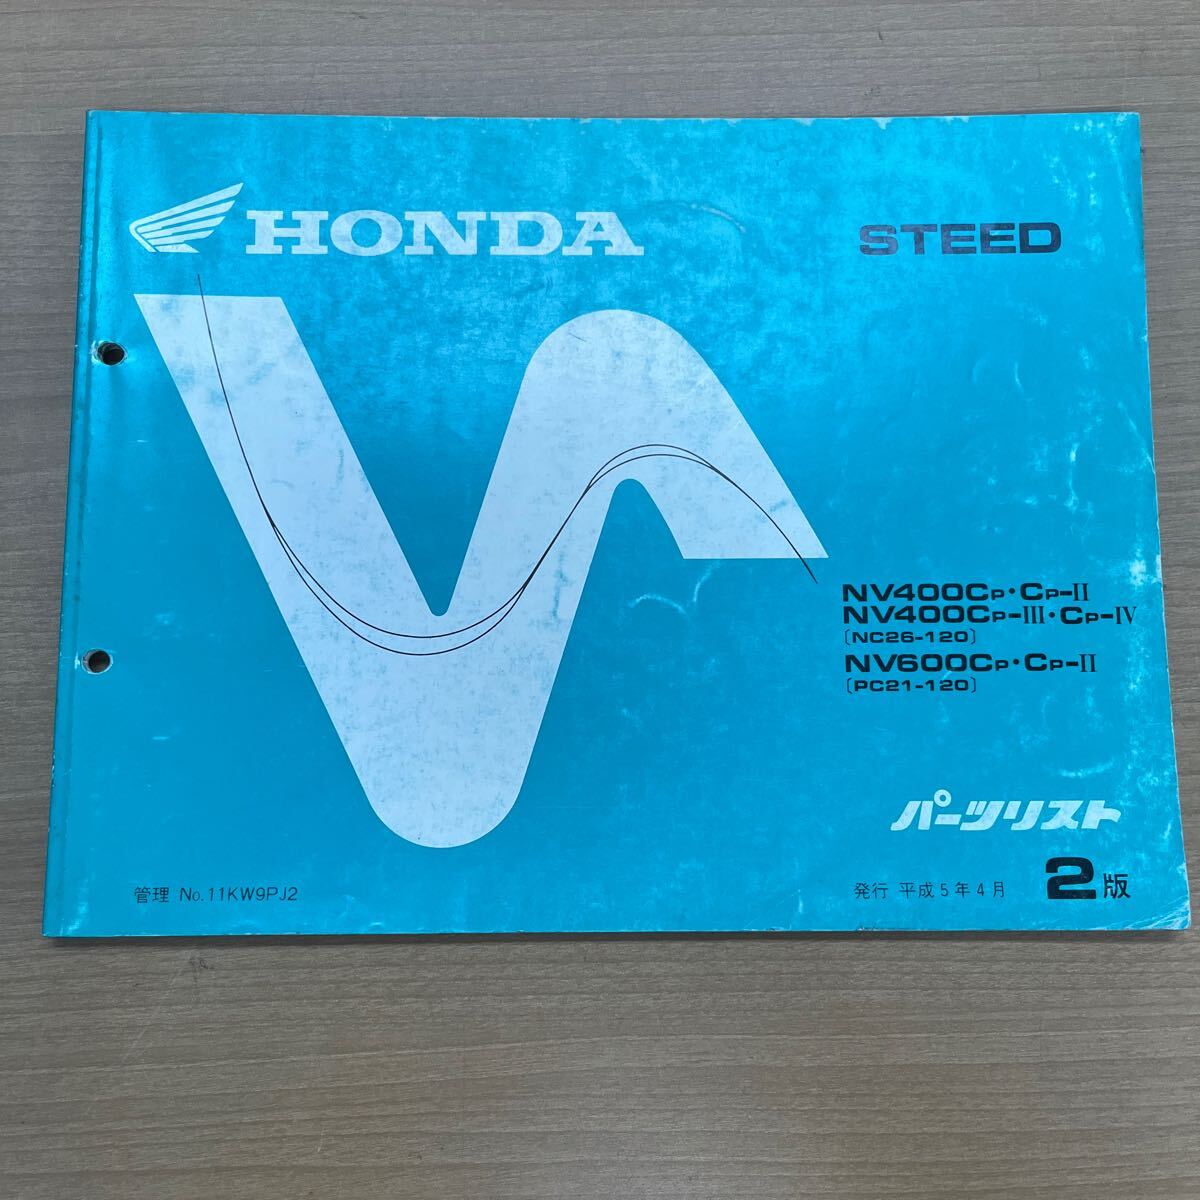 HONDA
STEED
NV400CP・CP-II
NV400CP-III・CP-IV
〔NC26-120〕
NV600CP・CP-II
〔PC21-120〕
パーツリスト
管理 No.11KW9PJ2
発行 平成5年4月 2版